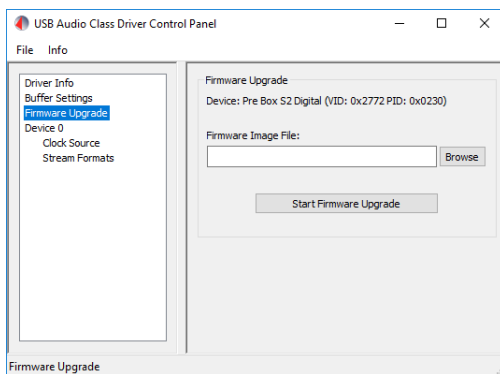 USB Audio Class Driver Control Panel
File Info
Driver Info
Buffer Settings
Firmware Upgrade
Device 0
Clock Source
Stream Formats
Firmware Upgrade
Device: Pre Box S2 Digital (VID: 0x2772 PID: 0x0230)
Firmware Image File:
Browse
Start Firmware Upgrade
Firmware Upgrade